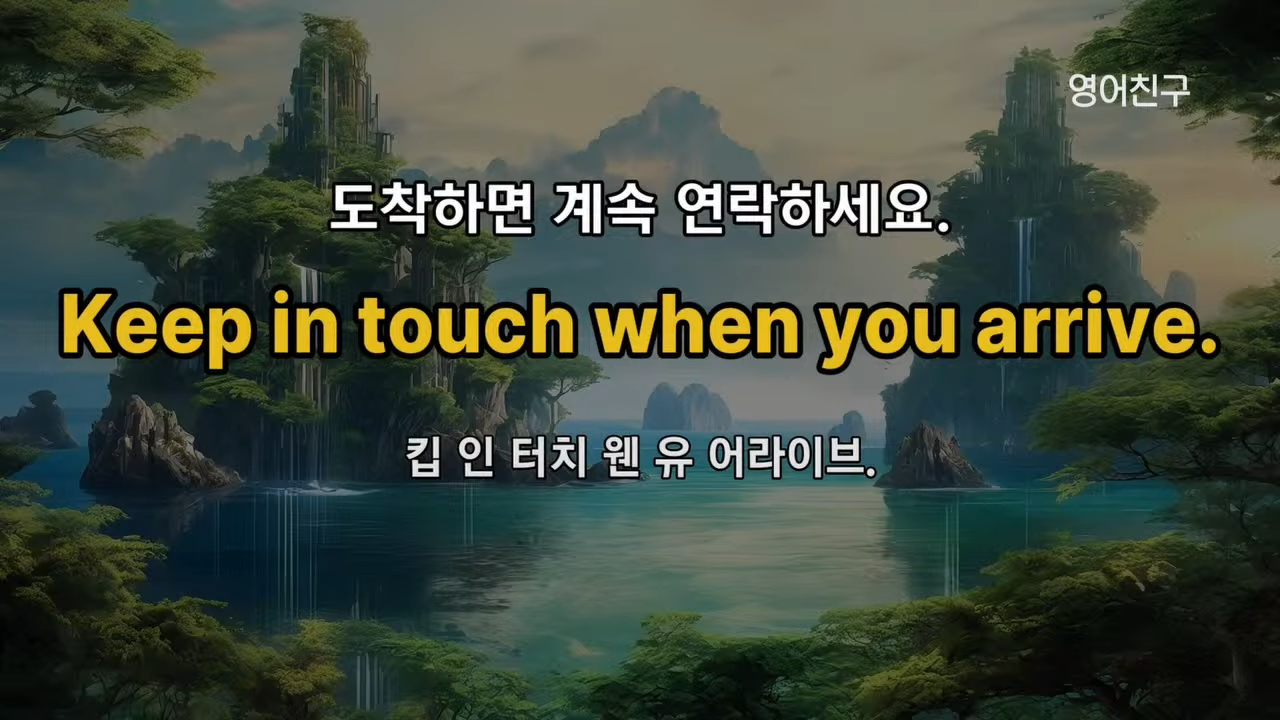 영어친구
도착하면 계속 연락하세요.
Keep in touch when you arrive.
킵 인 터치 웬 유 어라이브.